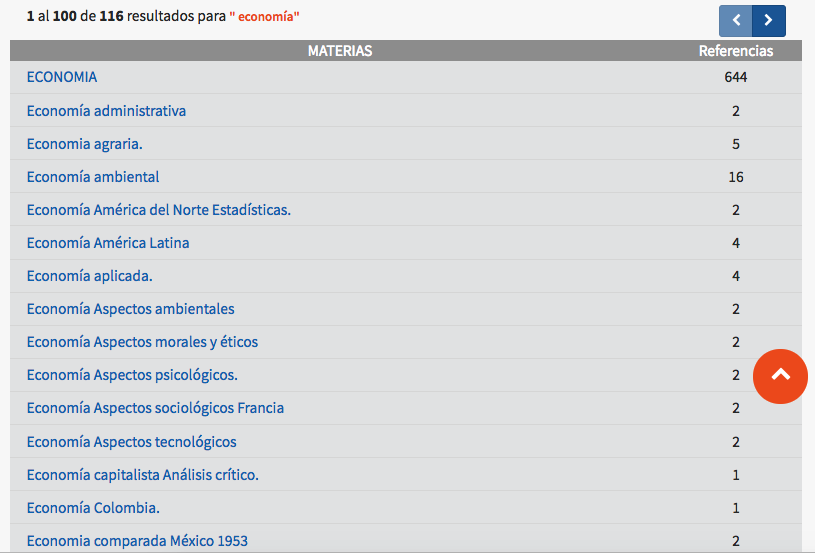 1 al 100 de 116 resultados para " economía"
MATERIAS Referencias
ECONOMIA 644
Economía administrativa 2
Economia agraria. 5
Economía ambiental 16
Economía América del Norte Estadísticas. 2
Economía América Latina 4
Economía aplicada. 4
Economía Aspectos ambientales 2
Economía Aspectos morales y éticos 2
Economía Aspectos psicológicos. 2
Economía Aspectos sociológicos Francia 2
Economía Aspectos tecnológicos 2
Economía capitalista Análisis crítico. 1
Economía Colombia. 1
Economia comparada México 1953 2